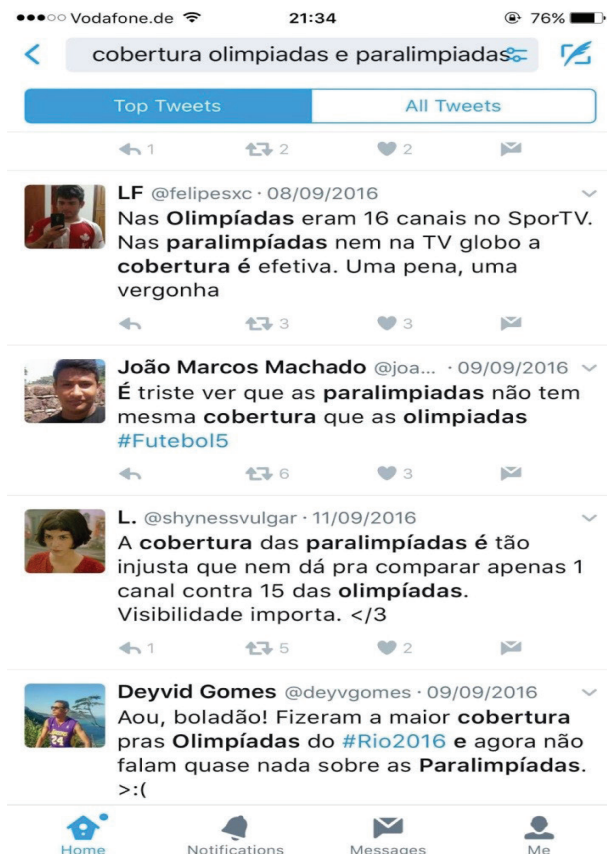 Vodafone.de 21:34 76%
cobertura olimpiadas e paralimpiadas
Top Tweets All Tweets
1 2 2
LF @felipesxc · 08/09/2016
Nas Olimpíadas eram 16 canais no SporTV.
Nas paralimpíadas nem na TV globo a
cobertura é efetiva. Uma pena, uma
vergonha
3 3
João Marcos Machado @joa... · 09/09/2016
É triste ver que as paralimpiadas não tem
mesma cobertura que as olimpiadas
#Futebol5
6 3
L. @shynessvulgar · 11/09/2016
A cobertura das paralimpíadas é tão
injusta que nem dá pra comparar apenas 1
canal contra 15 das olimpíadas.
Visibilidade importa. </3
1 5 2
Deyvid Gomes @deyvgomes · 09/09/2016
Aou, boladão! Fizeram a maior cobertura
pras Olimpíadas do #Rio2016 e agora não
falam quase nada sobre as Paralimpíadas.
>:(
Home Notifications Messages Me